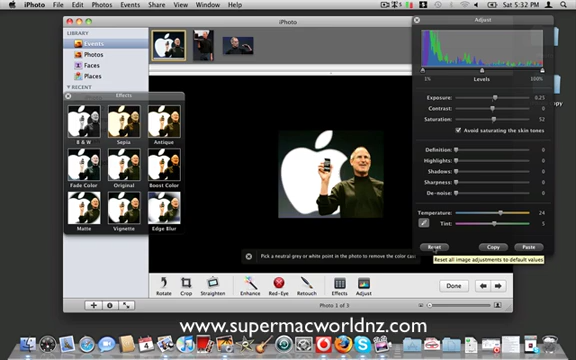 iPhoto File Edit Photos Events Share View Window Help
Sat 5:32 PM
iPhoto
Adjust
LIBRARY
Events
Photos
Faces
Places
RECENT
1%
Levels
100%
Exposure: 0.25
Contrast: 0
Saturation: 52
Avoid saturating the skin tones
Definition: 0
Highlights: 0
Shadows: 0
Sharpness: 0
De-noise: 0
Temperature: 24
Tint: 5
Reset Copy Paste
Reset all image adjustments to default values
Effects
B & W Sepia Antique
Fade Color Original Boost Color
Matte Vignette Edge Blur
Pick a neutral grey or white point in the photo to remove the color cast
Rotate Crop Straighten Enhance Red-Eye Retouch Effects Adjust Done
Photo 1 of 3
www.supermacworldnz.com